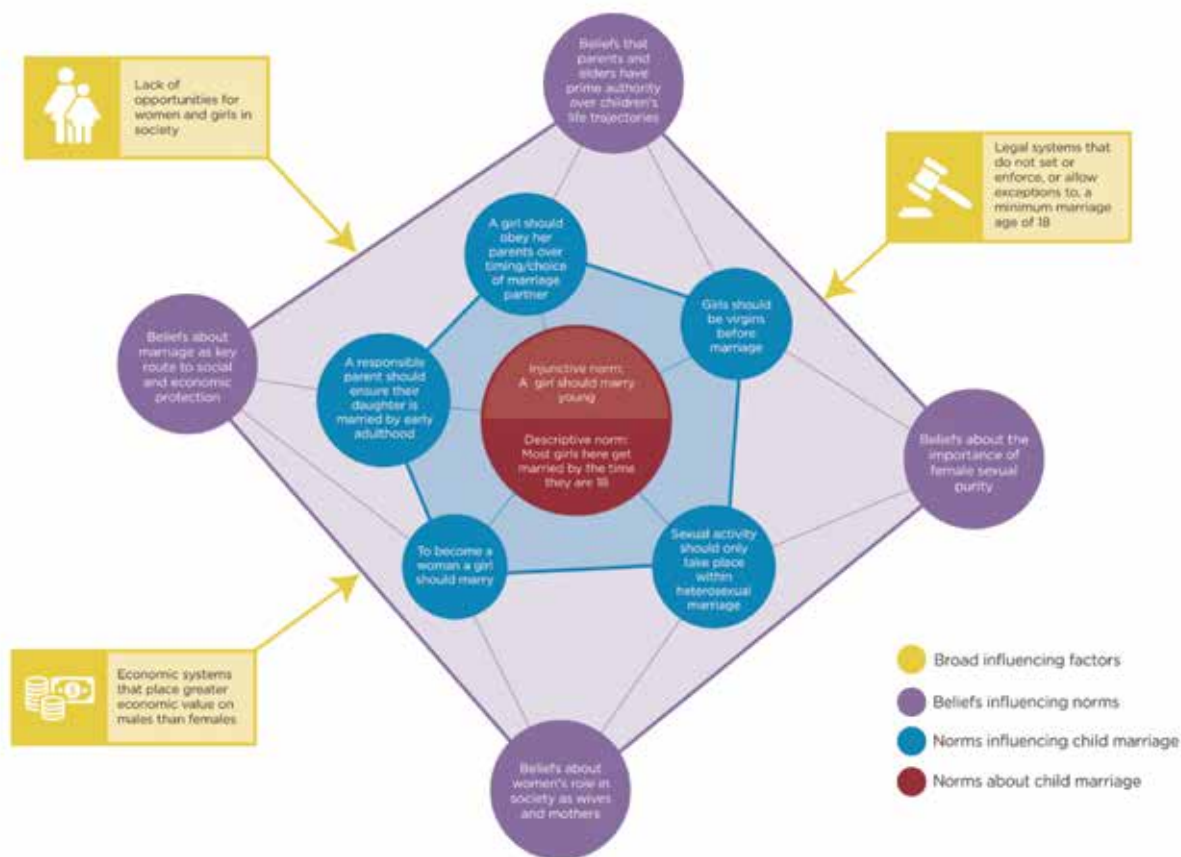 Beliefs that
parents and
elders have
prime authority
over children's
life trajectories
Lack of
opportunities for
women and girls in
society
Legal systems that
do not set or
enforce, or allow
exceptions to, a
minimum marriage
age of 18
A girl should
obey her
parents over
timing/choice
of marriage
partner
Girls should
be virgins
before
marriage
Beliefs about
marriage as key
route to social
and economic
protection
A responsible
parent should
ensure their
daughter is
married by early
adulthood
Injunctive norm:
A girl should marry
young
Descriptive norm:
Most girls here get
married by the time
they are 18
Beliefs about the
importance of
female sexual
purity
To become a
woman a girl
should marry
Sexual activity
should only
take place
within
heterosexual
marriage
Economic systems
that place greater
economic value on
males than females
Beliefs about
women's role in
society as wives
and mothers
Broad influencing factors
Beliefs influencing norms
Norms influencing child marriage
Norms about child marriage